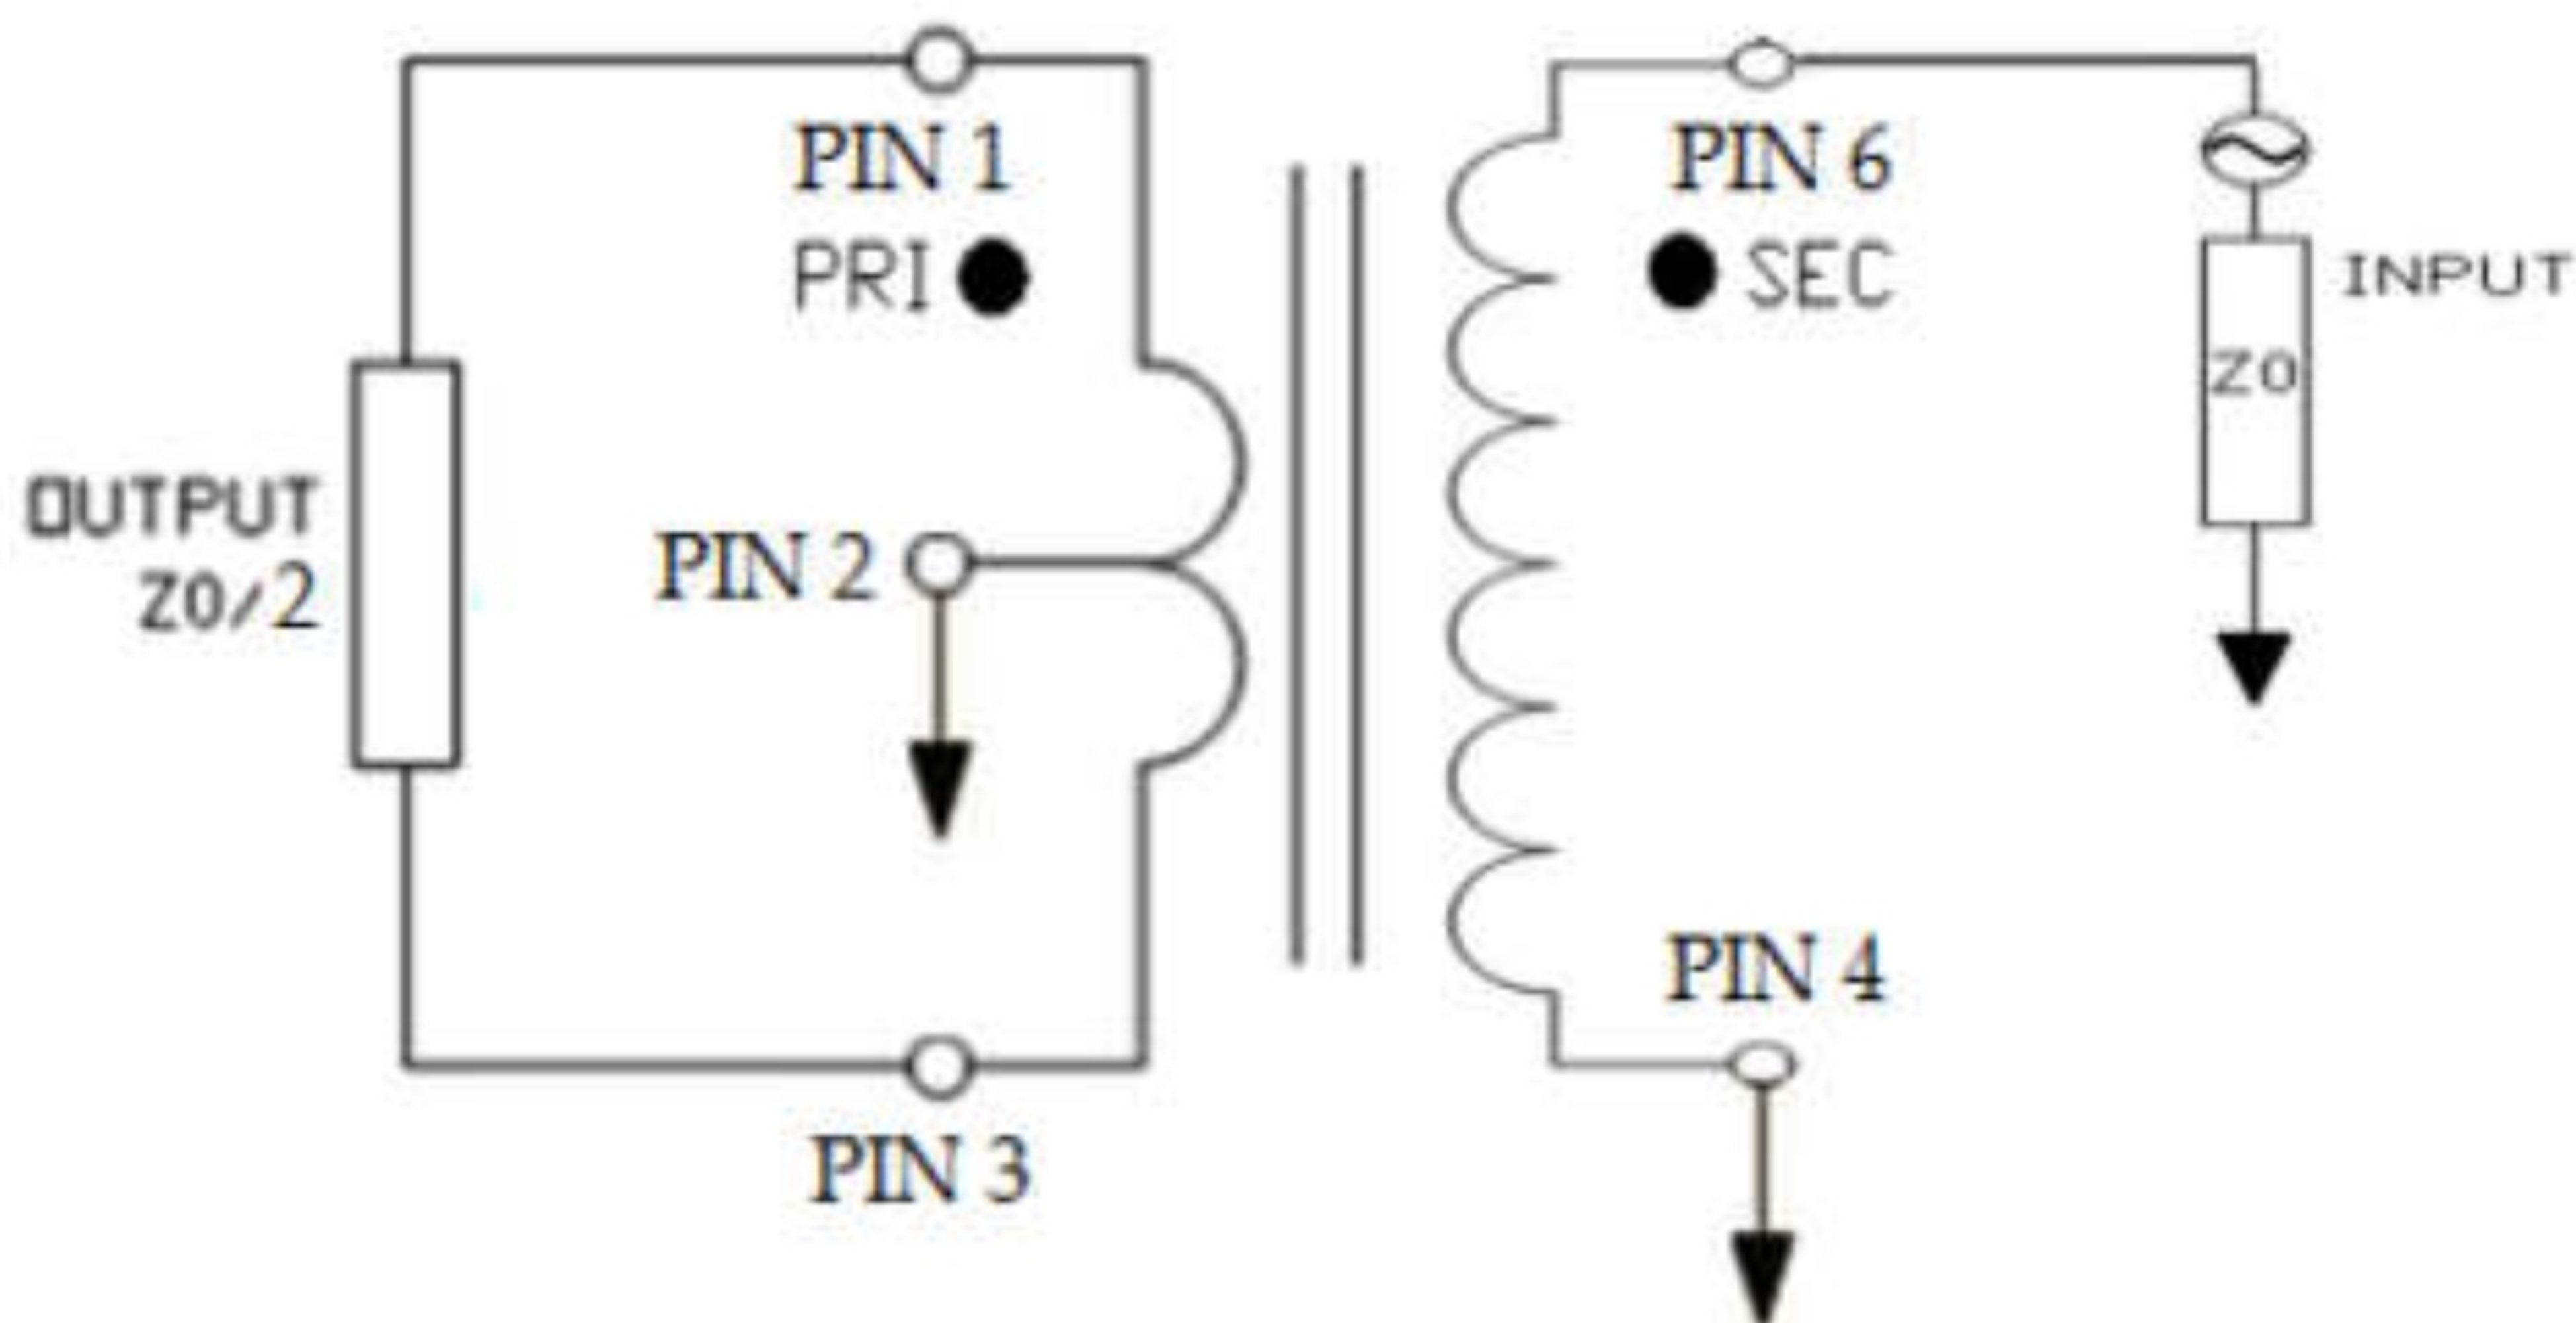 PIN 1
PRI
PIN 6
SEC
INPUT
Z0
OUTPUT
Z0/2
PIN 2
PIN 4
PIN 3